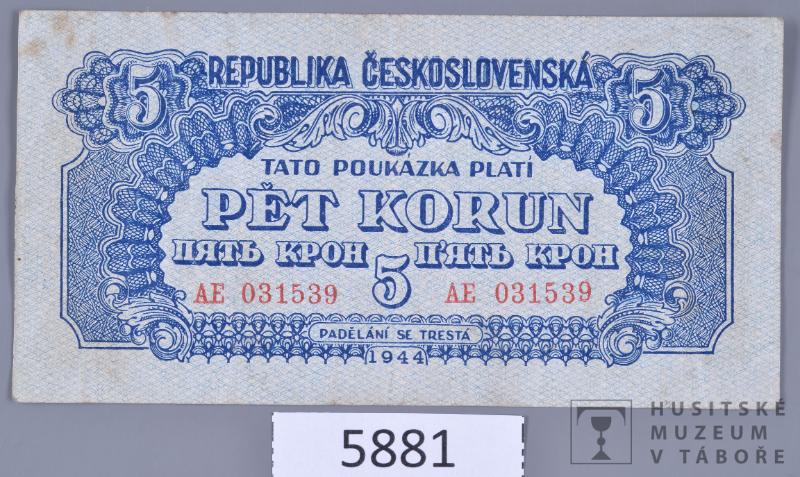 5 REPUBLIKA ČESKOSLOVENSKÁ 5
TATO POUKÁZKA PLATÍ
PĚT KORUN
ПЯТЬ КРОН П'ЯТЬ КРОН
5
AE 031539 AE 031539
PADĚLÁNÍ SE TRESTÁ
1944
5881
HUSITSKÉ
MUZEUM
V TÁBOŘE